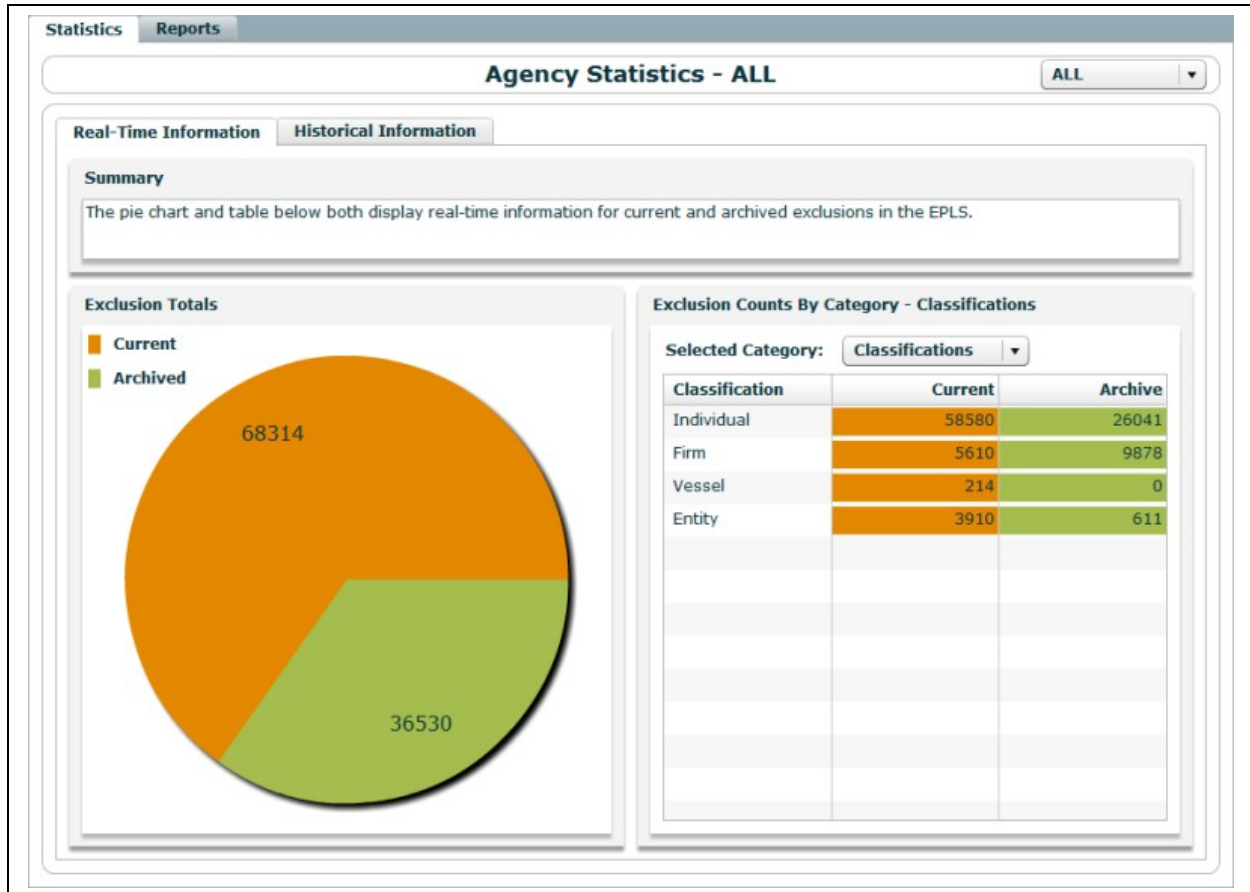 Statistics Reports
Agency Statistics - ALL ALL
Real-Time Information Historical Information
Summary
The pie chart and table below both display real-time information for current and archived exclusions in the EPLS.
Exclusion Totals
Current
Archived
68314
36530
Exclusion Counts By Category - Classifications
Selected Category: Classifications
Classification Current Archive
Individual 58580 26041
Firm 5610 9878
Vessel 214 0
Entity 3910 611